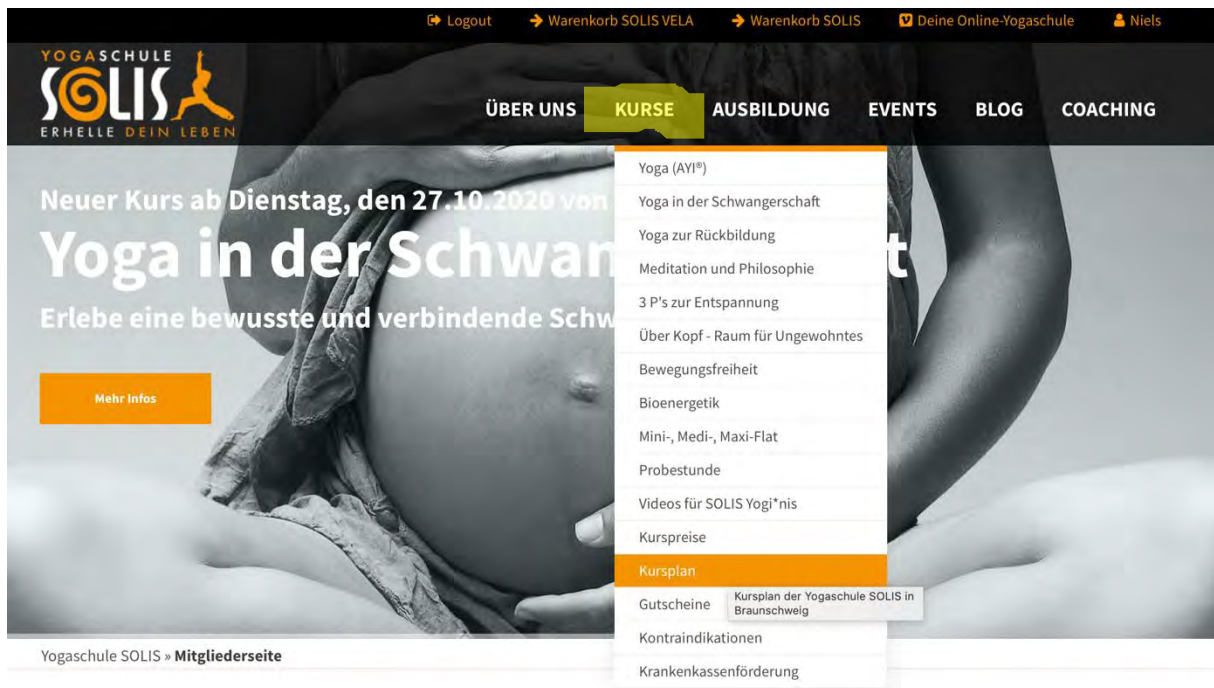 Logout
Warenkorb SOLIS VELA
Warenkorb SOLIS
Deine Online-Yogaschule
Niels
YOGASCHULE
SOLIS
ERHELLE DEIN LEBEN
ÜBER UNS
KURSE
AUSBILDUNG
EVENTS
BLOG
COACHING
Neuer Kurs ab Dienstag, den 27.10.2020 von
Yoga in der Schwan t
Erlebe eine bewusste und verbindende Schw
Mehr Infos
Yoga (AYI®)
Yoga in der Schwangerschaft
Yoga zur Rückbildung
Meditation und Philosophie
3 P's zur Entspannung
Über Kopf - Raum für Ungewohntes
Bewegungsfreiheit
Bioenergetik
Mini-, Medi-, Maxi-Flat
Probestunde
Videos für SOLIS Yogi*nis
Kurspreise
Kursplan
Gutscheine
Kursplan der Yogaschule SOLIS in
Braunschweig
Kontraindikationen
Krankenkassenförderung
Yogaschule SOLIS » Mitgliederseite